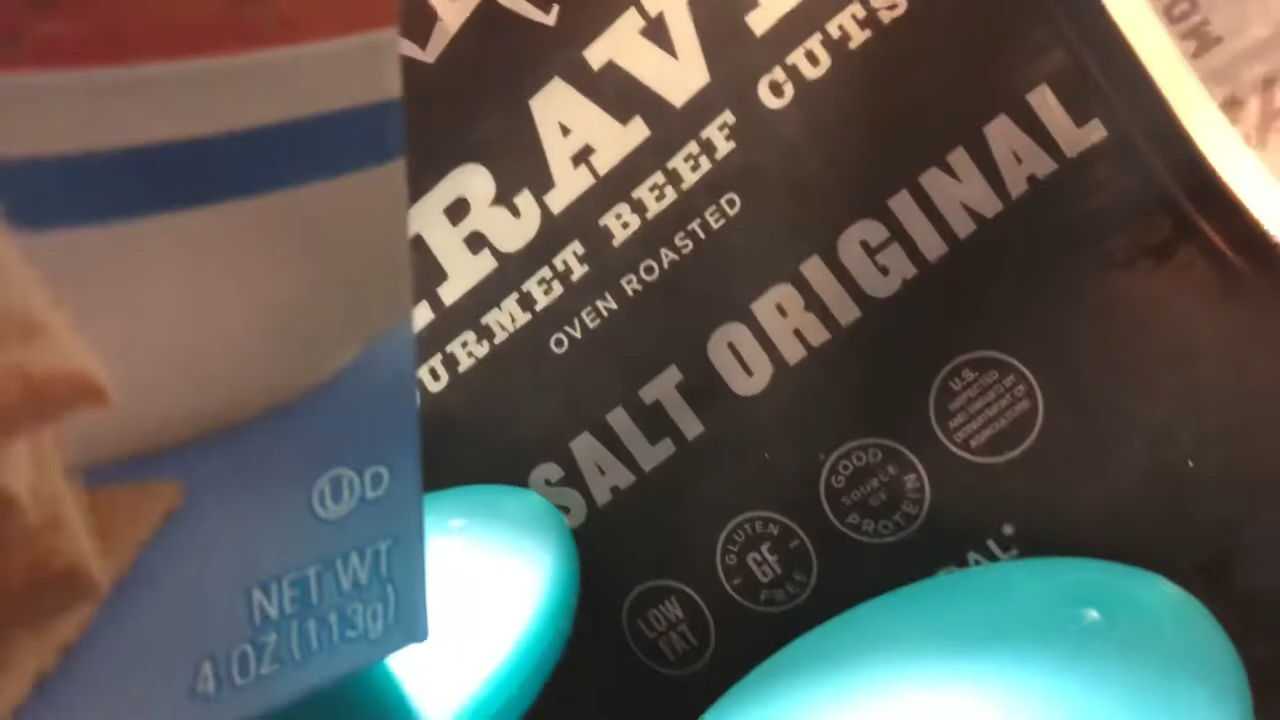 RAV
URMET BEEF CUTS
OVEN ROASTED
SALT ORIGINAL
U.S.
INSPECTED
AND PASSED BY
DEPARTMENT OF
AGRICULTURE
GOOD
SOURCE
OF
PROTEIN
GLUTEN
GF
FREE
LOW
FAT
UD
NET WT
4 OZ (113g)